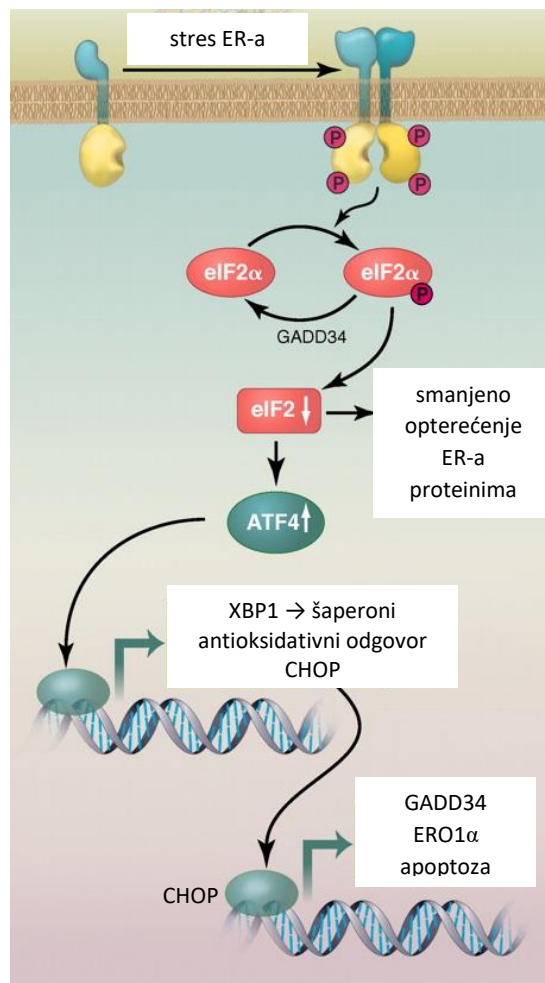 stres ER-a
P P
P P
eIF2α eIF2α
P
GADD34
eIF2↓
smanjeno
opterećenje
ER-a
proteinima
ATF4↑
XBP1 → šaperoni
antioksidativni odgovor
CHOP
GADD34
ERO1α
apoptoza
CHOP